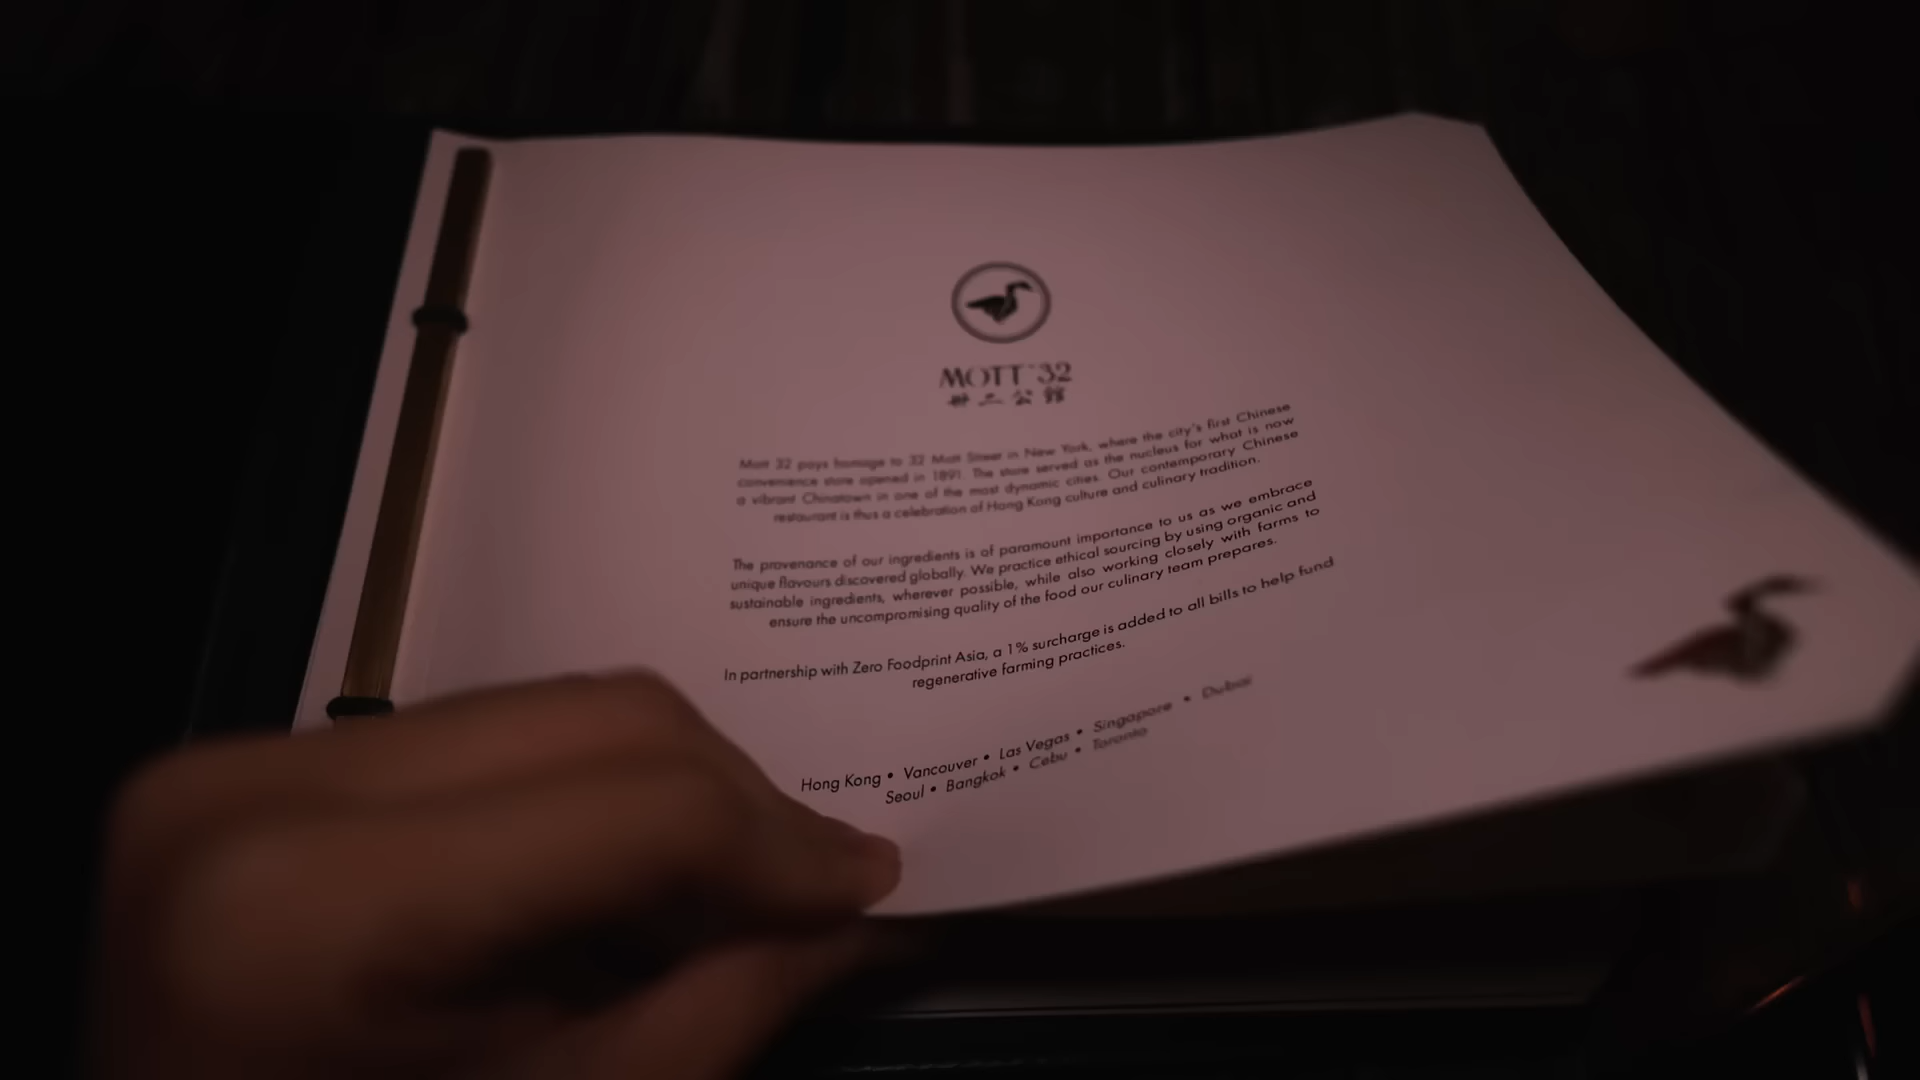 MOTT 32
卅二公館
Mott 32 pays homage to 32 Mott Street in New York, where the city's first Chinese
convenience store opened in 1891. The store served as the nucleus for what is now
a vibrant Chinatown in one of the most dynamic cities. Our contemporary Chinese
restaurant is thus a celebration of Hong Kong culture and culinary tradition.
The provenance of our ingredients is of paramount importance to us as we embrace
unique flavours discovered globally. We practice ethical sourcing by using organic and
sustainable ingredients, wherever possible, while also working closely with farms to
ensure the uncompromising quality of the food our culinary team prepares.
In partnership with Zero Foodprint Asia, a 1% surcharge is added to all bills to help fund
regenerative farming practices.
Hong Kong • Vancouver • Las Vegas • Singapore • Dubai
Seoul • Bangkok • Cebu • Toronto